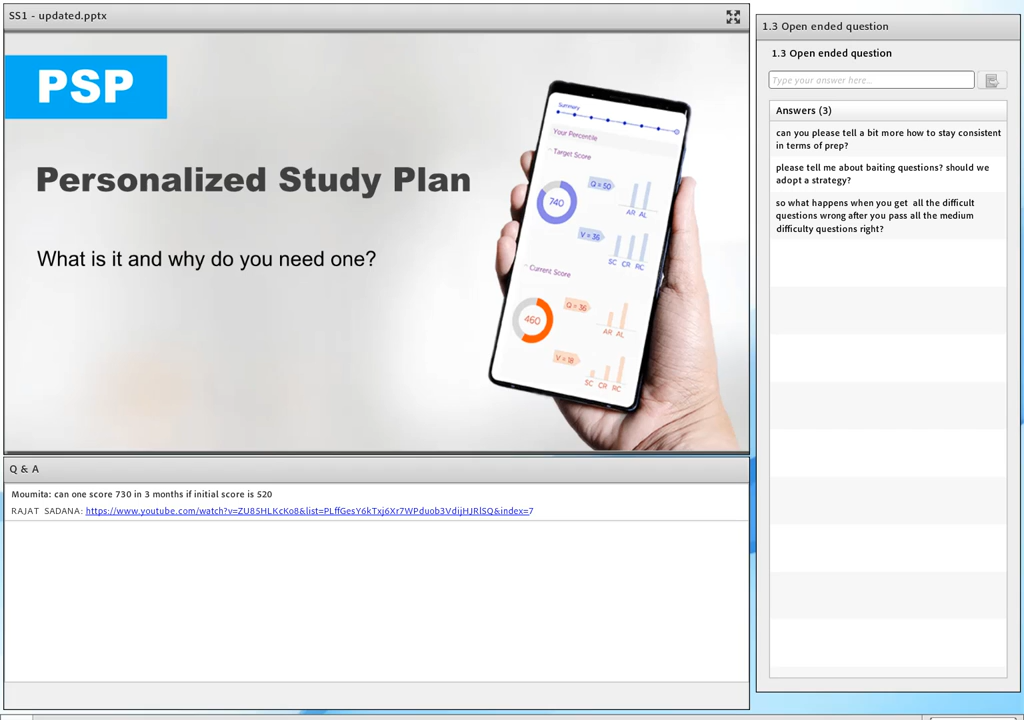 SS1 - updated.pptx
PSP
Personalized Study Plan
What is it and why do you need one?
Summary
Your Percentile
Target Score
740
Q = 50
AR AL
V = 36
SC CR RC
Current Score
460
Q = 36
AR AL
V = 18
SC CR RC
Q & A
Moumita: can one score 730 in 3 months if initial score is 520
RAJAT SADANA: https://www.youtube.com/watch?v=ZU85HLKcKo8&list=PLffGesY6kTxj6Xr7WPduob3VdijHJRlSQ&index=7
1.3 Open ended question
1.3 Open ended question
Type your answer here...
Answers (3)
can you please tell a bit more how to stay consistent
in terms of prep?
please tell me about baiting questions? should we
adopt a strategy?
so what happens when you get all the difficult
questions wrong after you pass all the medium
difficulty questions right?